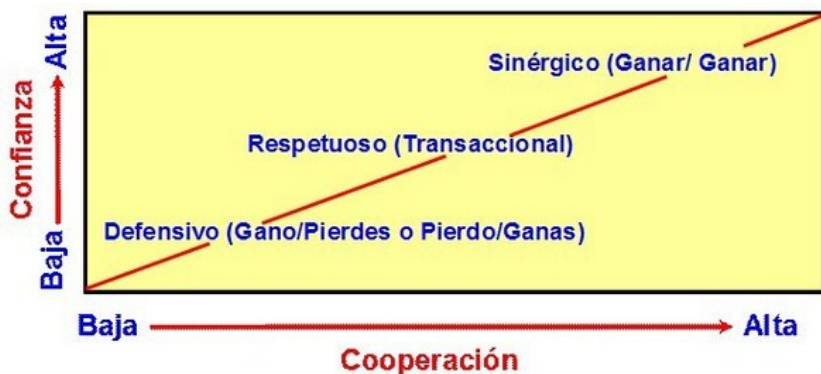 Alta
Confianza
Baja
Sinérgico (Ganar/ Ganar)
Respetuoso (Transaccional)
Defensivo (Gano/Pierdes o Pierdo/Ganas)
Baja
Alta
Cooperación